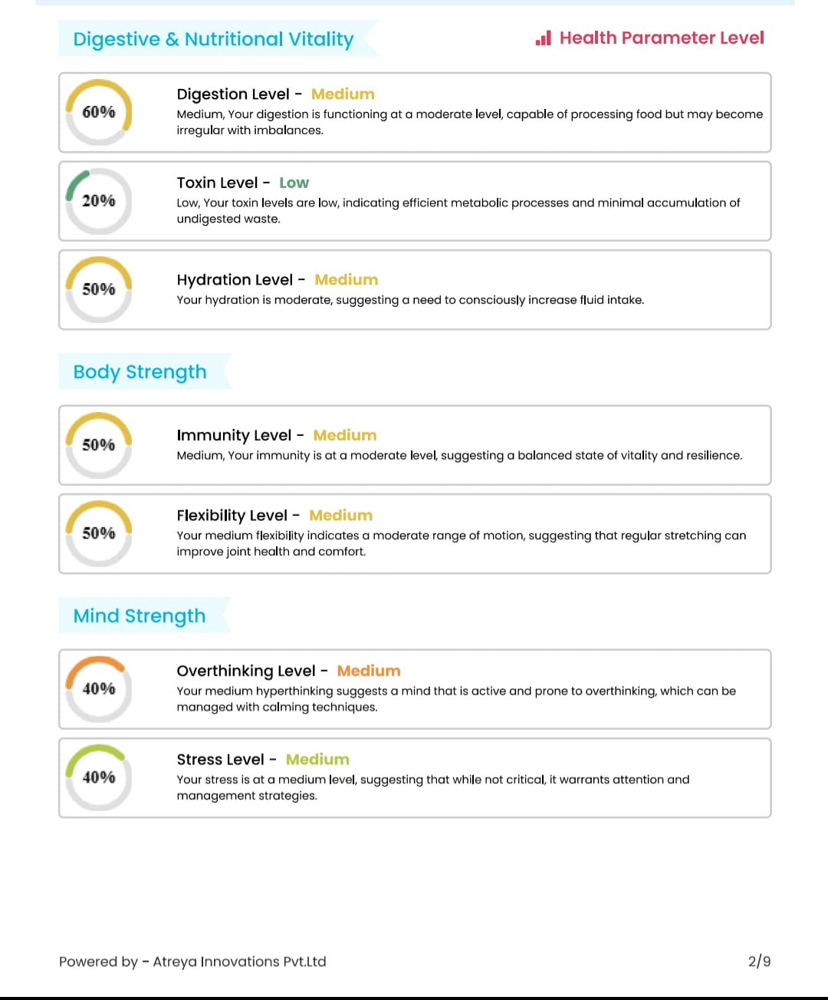 Digestive & Nutritional Vitality
Health Parameter Level
60%
Digestion Level - Medium
Medium, Your digestion is functioning at a moderate level, capable of processing food but may become
irregular with imbalances.
20%
Toxin Level - Low
Low, Your toxin levels are low, indicating efficient metabolic processes and minimal accumulation of
undigested waste.
50%
Hydration Level - Medium
Your hydration is moderate, suggesting a need to consciously increase fluid intake.
Body Strength
50%
Immunity Level - Medium
Medium, Your immunity is at a moderate level, suggesting a balanced state of vitality and resilience.
50%
Flexibility Level - Medium
Your medium flexibility indicates a moderate range of motion, suggesting that regular stretching can
improve joint health and comfort.
Mind Strength
40%
Overthinking Level - Medium
Your medium hyperthinking suggests a mind that is active and prone to overthinking, which can be
managed with calming techniques.
40%
Stress Level - Medium
Your stress is at a medium level, suggesting that while not critical, it warrants attention and
management strategies.
Powered by - Atreya Innovations Pvt.Ltd
2/9